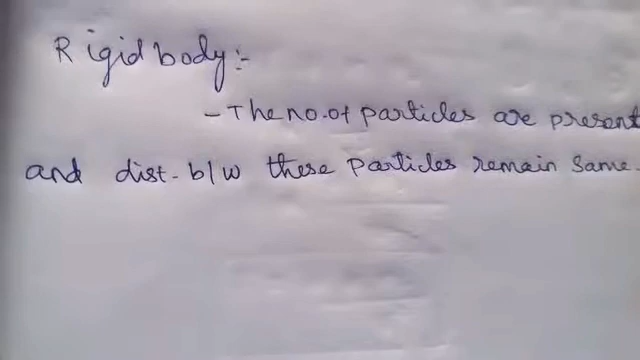 Rigid body:-
- The no. of particles are present
and dist. b/w these particles remain same.